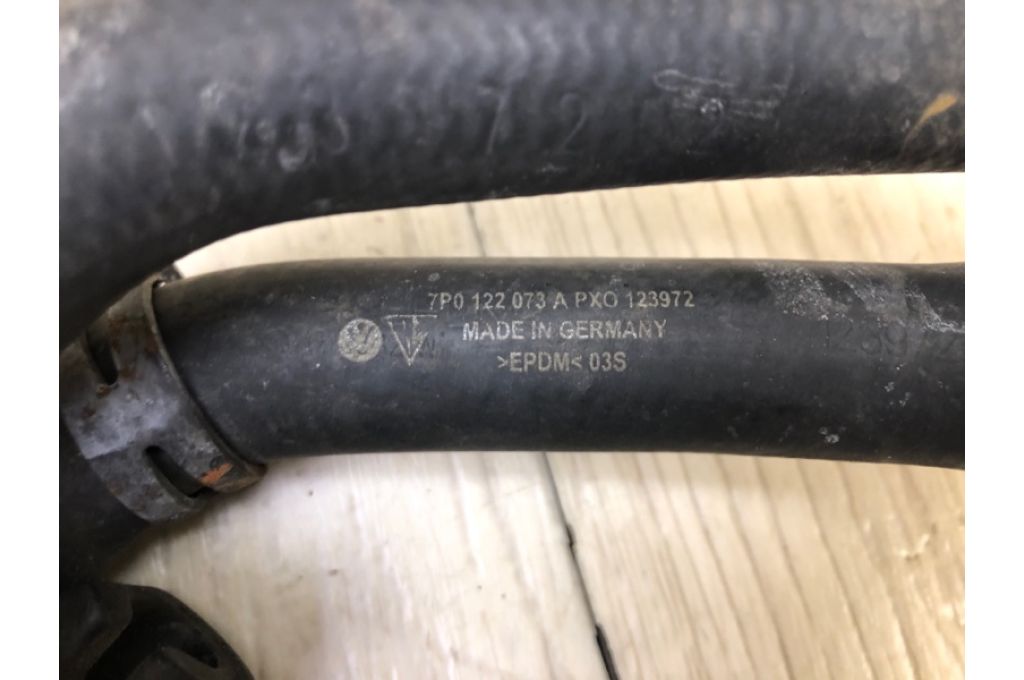 7P0 122 073 A PXO 123972
MADE IN GERMANY
>EPDM< 03S